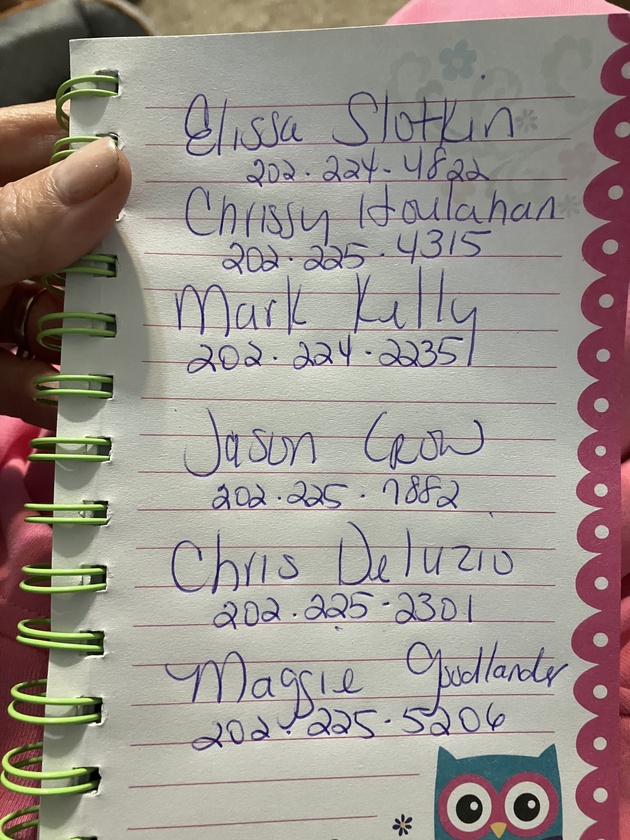 Elissa Slotkin
202.224-4822
Chrissy Houlahan
202.225.4315
Mark Kelly
202.224.2235
Jason Crow
202.225.7882
Chris Deluzio
202.225-2301
Maggie Goodlander
202.225.5206